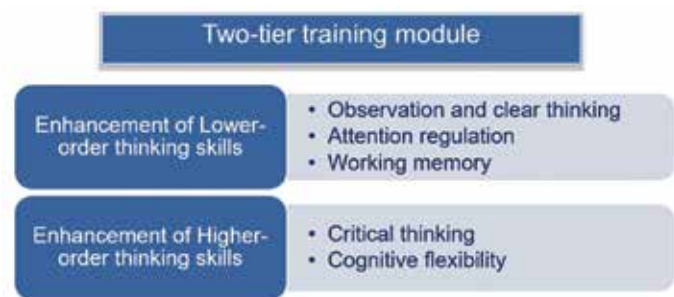 Two-tier training module
Enhancement of Lower-
order thinking skills
• Observation and clear thinking
• Attention regulation
• Working memory
Enhancement of Higher-
order thinking skills
• Critical thinking
• Cognitive flexibility